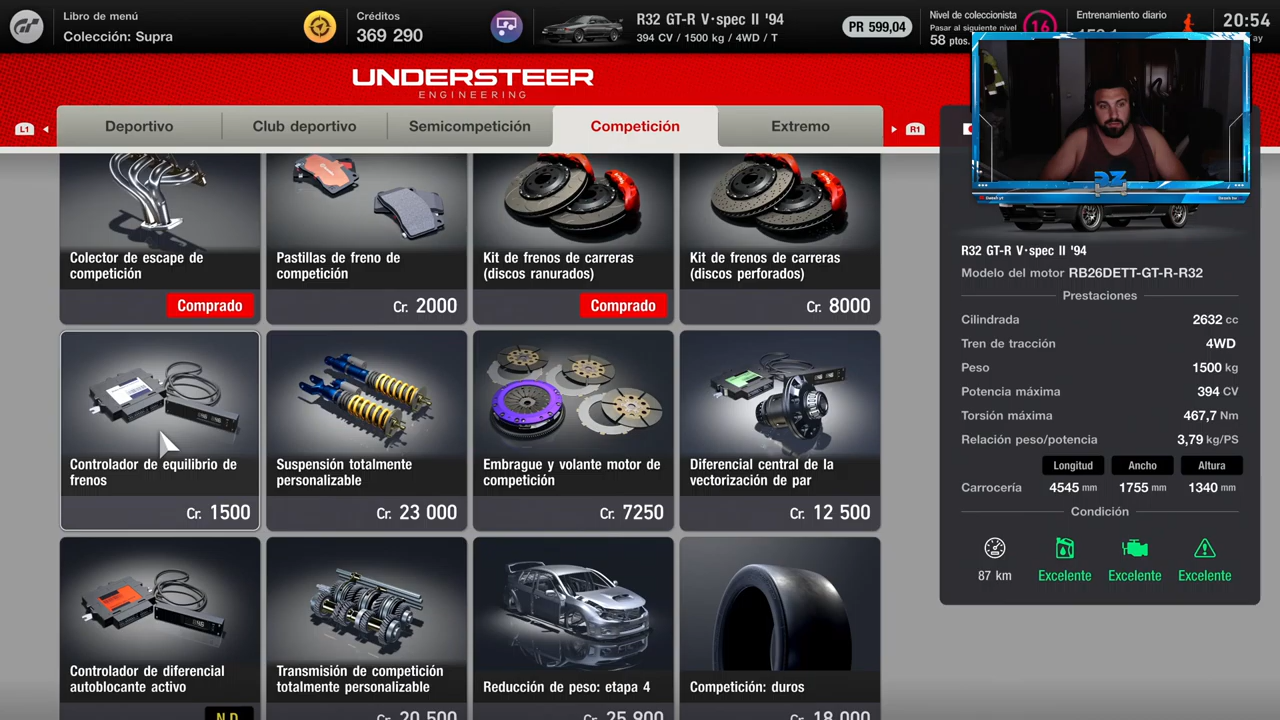 Libro de menú
Colección: Supra
Créditos
369 290
R32 GT-R V·spec II '94
394 CV / 1500 kg / 4WD / T
PR 599,04
Nivel de coleccionista
Pasar al siguiente nivel
58 ptos.
16
Entrenamiento diario
20:54
UNDERSTEER
ENGINEERING
L1
Deportivo
Club deportivo
Semicompetición
Competición
Extremo
R1
Colector de escape de
competición
Comprado
Pastillas de freno de
competición
Cr. 2000
Kit de frenos de carreras
(discos ranurados)
Comprado
Kit de frenos de carreras
(discos perforados)
Cr. 8000
Controlador de equilibrio de
frenos
Cr. 1500
Suspensión totalmente
personalizable
Cr. 23 000
Embrague y volante motor de
competición
Cr. 7250
Diferencial central de la
vectorización de par
Cr. 12 500
Controlador de diferencial
autoblocante activo
N.D.
Transmisión de competición
totalmente personalizable
Cr. 20 500
Reducción de peso: etapa 4
Cr. 25 900
Competición: duros
Cr. 18 000
R32 GT-R V·spec II '94
Modelo del motor RB26DETT-GT-R-R32
Prestaciones
Cilindrada 2632 cc
Tren de tracción 4WD
Peso 1500 kg
Potencia máxima 394 CV
Torsión máxima 467,7 Nm
Relación peso/potencia 3,79 kg/PS
Longitud Ancho Altura
Carrocería 4545 mm 1755 mm 1340 mm
Condición
87 km Excelente Excelente Excelente